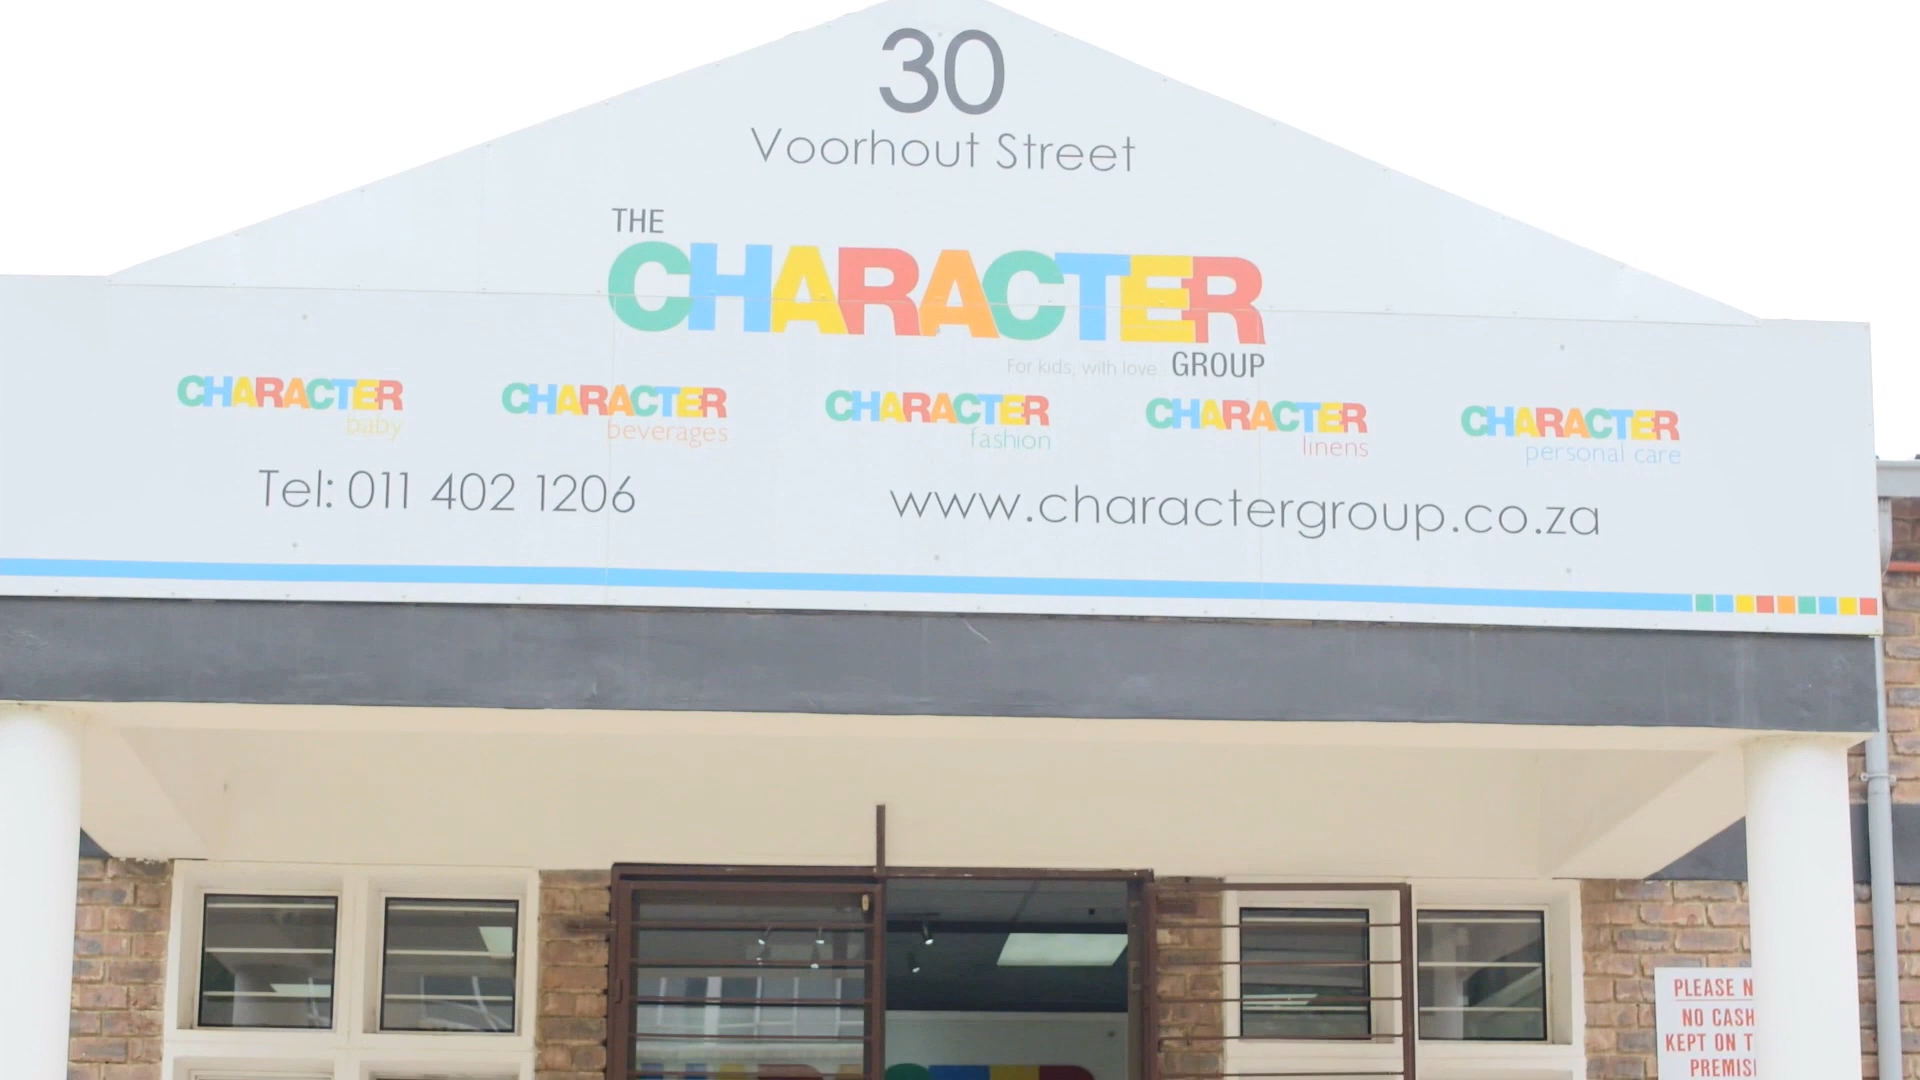 30
Voorhout Street
THE
CHARACTER
For kids, with love GROUP
CHARACTER baby
CHARACTER beverages
CHARACTER fashion
CHARACTER linens
CHARACTER personal care
Tel: 011 402 1206
www.charactergroup.co.za
PLEASE N
NO CASH
KEPT ON T
PREMIS